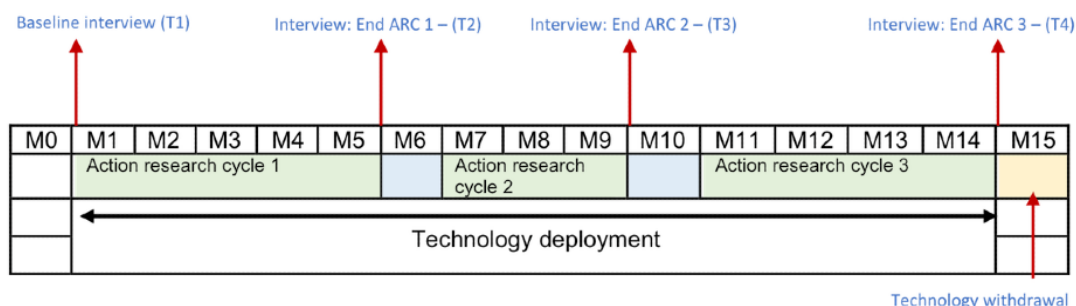 Baseline interview (T1) Interview: End ARC 1 – (T2) Interview: End ARC 2 – (T3) Interview: End ARC 3 – (T4)
M0 M1 M2 M3 M4 M5 M6 M7 M8 M9 M10 M11 M12 M13 M14 M15
Action research cycle 1
Action research
cycle 2
Action research cycle 3
Technology deployment
Technology withdrawal